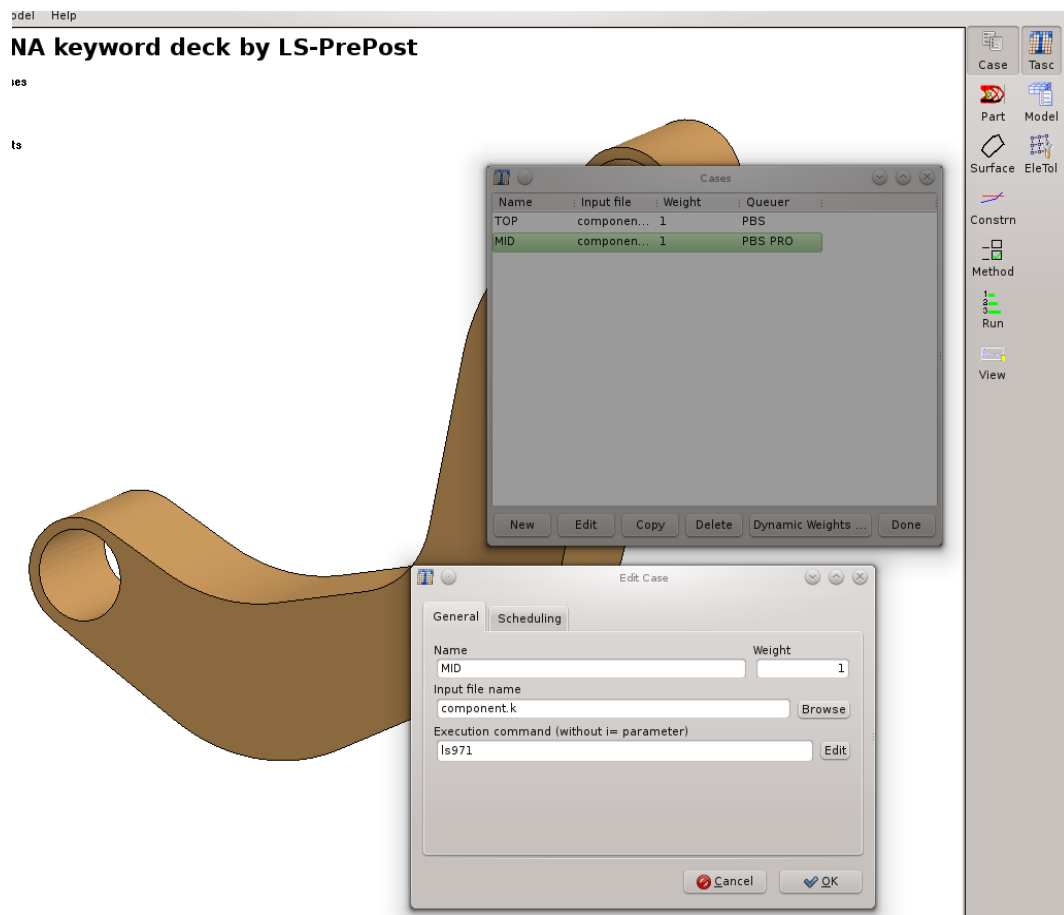 Help
NA keyword deck by LS-PrePost
Case Tasc
Part Model
Surface EleTol
Constrn
Method
1
2
3
Run
View
Cases
Name Input file Weight Queuer
TOP componen... 1 PBS
MID componen... 1 PBS PRO
New Edit Copy Delete Dynamic Weights ... Done
Edit Case
General Scheduling
Name Weight
MID 1
Input file name
component.k Browse
Execution command (without i= parameter)
ls971 Edit
Cancel OK